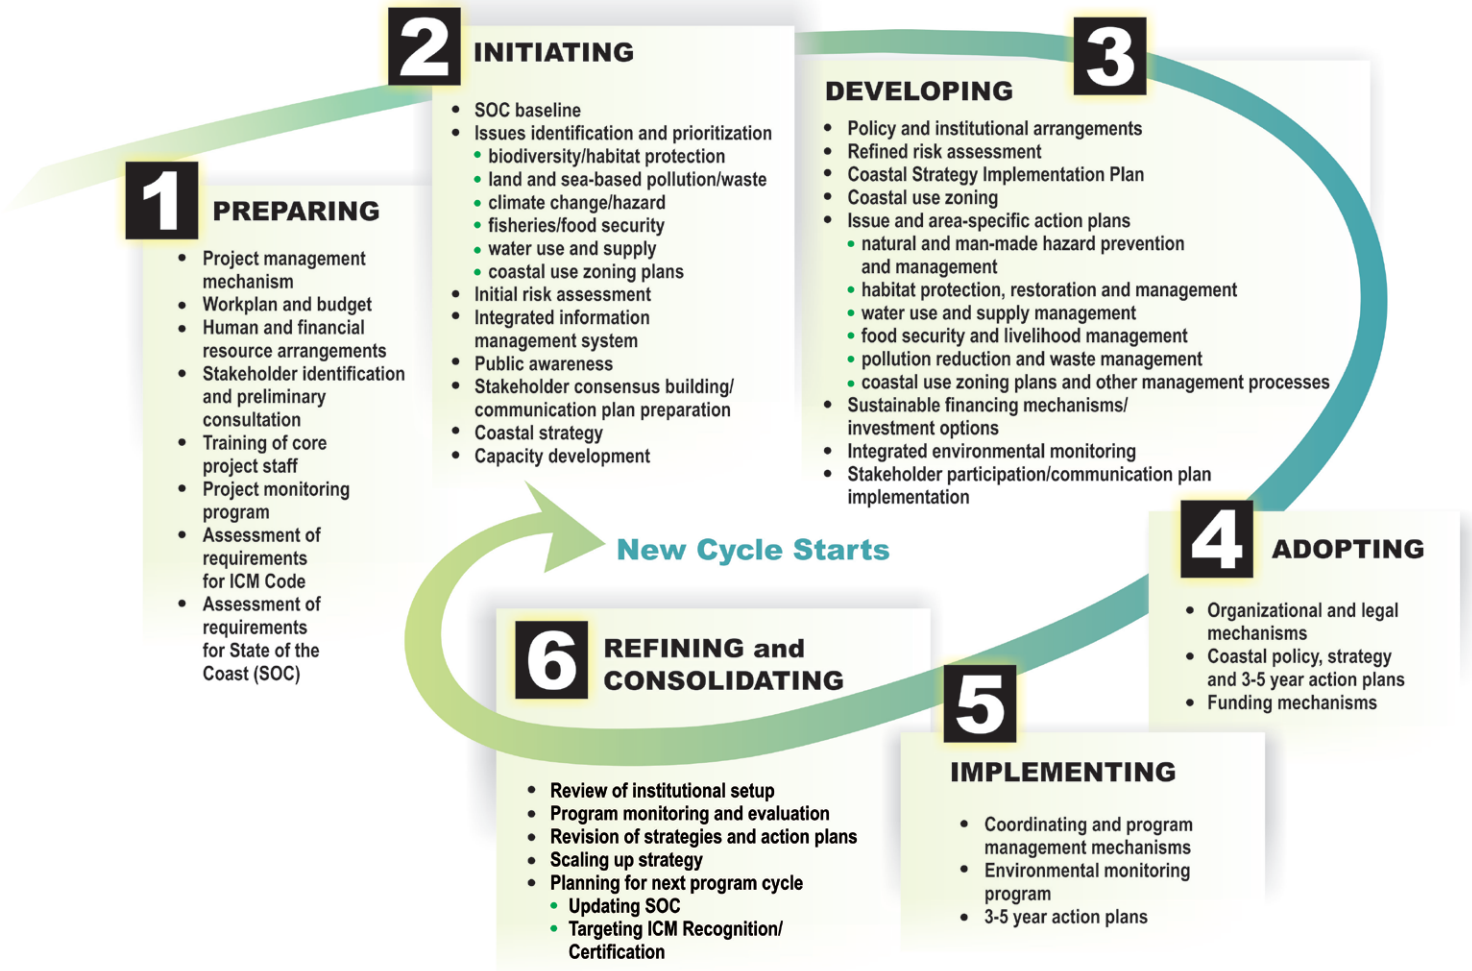 1
PREPARING
• Project management
mechanism
• Workplan and budget
• Human and financial
resource arrangements
• Stakeholder identification
and preliminary
consultation
• Training of core
project staff
• Project monitoring
program
• Assessment of
requirements
for ICM Code
• Assessment of
requirements
for State of the
Coast (SOC)
2
INITIATING
• SOC baseline
• Issues identification and prioritization
• biodiversity/habitat protection
• land and sea-based pollution/waste
• climate change/hazard
• fisheries/food security
• water use and supply
• coastal use zoning plans
• Initial risk assessment
• Integrated information
management system
• Public awareness
• Stakeholder consensus building/
communication plan preparation
• Coastal strategy
• Capacity development
3
DEVELOPING
• Policy and institutional arrangements
• Refined risk assessment
• Coastal Strategy Implementation Plan
• Coastal use zoning
• Issue and area-specific action plans
• natural and man-made hazard prevention
and management
• habitat protection, restoration and management
• water use and supply management
• food security and livelihood management
• pollution reduction and waste management
• coastal use zoning plans and other management processes
• Sustainable financing mechanisms/
investment options
• Integrated environmental monitoring
• Stakeholder participation/communication plan
implementation
4
ADOPTING
• Organizational and legal
mechanisms
• Coastal policy, strategy
and 3-5 year action plans
• Funding mechanisms
5
IMPLEMENTING
• Coordinating and program
management mechanisms
• Environmental monitoring
program
• 3-5 year action plans
6
REFINING and
CONSOLIDATING
• Review of institutional setup
• Program monitoring and evaluation
• Revision of strategies and action plans
• Scaling up strategy
• Planning for next program cycle
• Updating SOC
• Targeting ICM Recognition/
Certification
New Cycle Starts